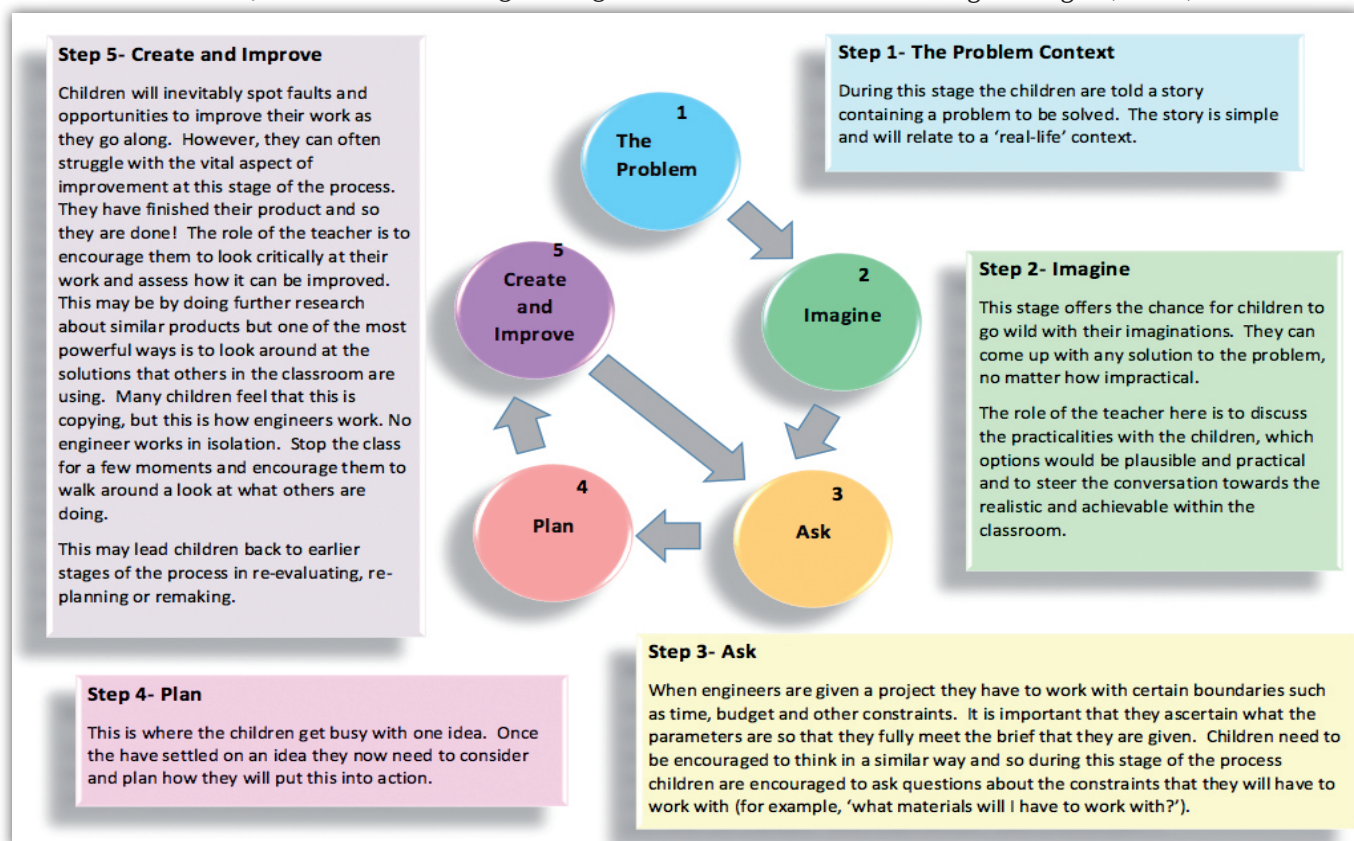 Step 1- The Problem Context
During this stage the children are told a story
containing a problem to be solved.  The story is simple
and will relate to a ‘real-life’ context.
Step 2- Imagine
This stage offers the chance for children to
go wild with their imaginations.  They can
come up with any solution to the problem,
no matter how impractical.
The role of the teacher here is to discuss
the practicalities with the children, which
options would be plausible and practical
and to steer the conversation towards the
realistic and achievable within the
classroom.
Step 3- Ask
When engineers are given a project they have to work with certain boundaries such
as time, budget and other constraints.  It is important that they ascertain what the
parameters are so that they fully meet the brief that they are given.  Children need to
be encouraged to think in a similar way and so during this stage of the process
children are encouraged to ask questions about the constraints that they will have to
work with (for example, ‘what materials will I have to work with?’).
Step 4- Plan
This is where the children get busy with one idea.  Once
the have settled on an idea they now need to consider
and plan how they will put this into action.
Step 5- Create and Improve
Children will inevitably spot faults and
opportunities to improve their work as
they go along.  However, they can often
struggle with the vital aspect of
improvement at this stage of the process.
They have finished their product and so
they are done!  The role of the teacher is to
encourage them to look critically at their
work and assess how it can be improved.
This may be by doing further research
about similar products but one of the most
powerful ways is to look around at the
solutions that others in the classroom are
using.  Many children feel that this is
copying, but this is how engineers work. No
engineer works in isolation.  Stop the class
for a few moments and encourage them to
walk around a look at what others are
doing.
This may lead children back to earlier
stages of the process in re-evaluating, re-
planning or remaking.
1
The
Problem
2
Imagine
3
Ask
4
Plan
5
Create
and
Improve